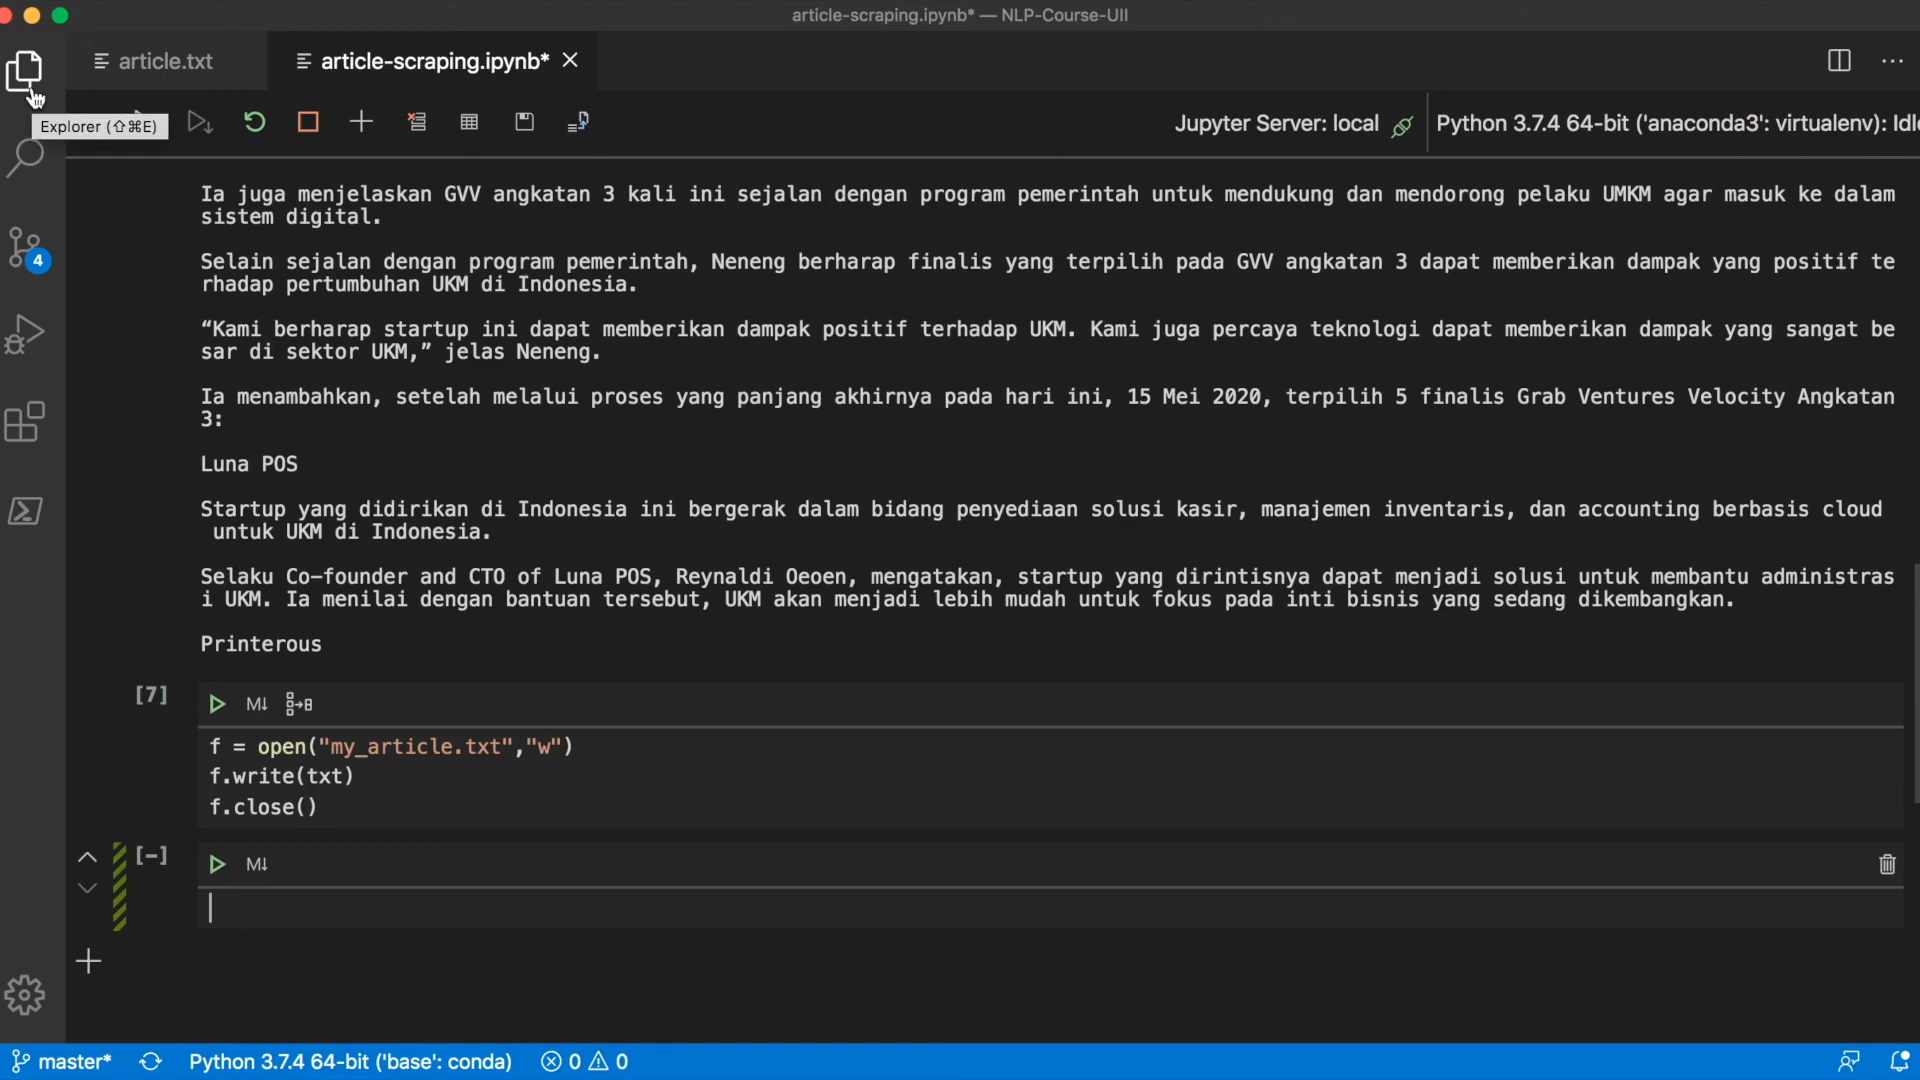 article-scraping.ipynb* — NLP-Course-UII
article.txt
article-scraping.ipynb*
Explorer (⇧⌘E)
Jupyter Server: local
Python 3.7.4 64-bit ('anaconda3': virtualenv): Idle
Ia juga menjelaskan GVV angkatan 3 kali ini sejalan dengan program pemerintah untuk mendukung dan mendorong pelaku UMKM agar masuk ke dalam
sistem digital.
Selain sejalan dengan program pemerintah, Neneng berharap finalis yang terpilih pada GVV angkatan 3 dapat memberikan dampak yang positif te
rhadap pertumbuhan UKM di Indonesia.
“Kami berharap startup ini dapat memberikan dampak positif terhadap UKM. Kami juga percaya teknologi dapat memberikan dampak yang sangat be
sar di sektor UKM,” jelas Neneng.
Ia menambahkan, setelah melalui proses yang panjang akhirnya pada hari ini, 15 Mei 2020, terpilih 5 finalis Grab Ventures Velocity Angkatan
3:
Luna POS
Startup yang didirikan di Indonesia ini bergerak dalam bidang penyediaan solusi kasir, manajemen inventaris, dan accounting berbasis cloud
untuk UKM di Indonesia.
Selaku Co-founder and CTO of Luna POS, Reynaldi Oeoen, mengatakan, startup yang dirintisnya dapat menjadi solusi untuk membantu administras
i UKM. Ia menilai dengan bantuan tersebut, UKM akan menjadi lebih mudah untuk fokus pada inti bisnis yang sedang dikembangkan.
Printerous
[7]
M↓
f = open("my_article.txt","w")
f.write(txt)
f.close()
[-]
M↓
4
master*
Python 3.7.4 64-bit ('base': conda)
0
0